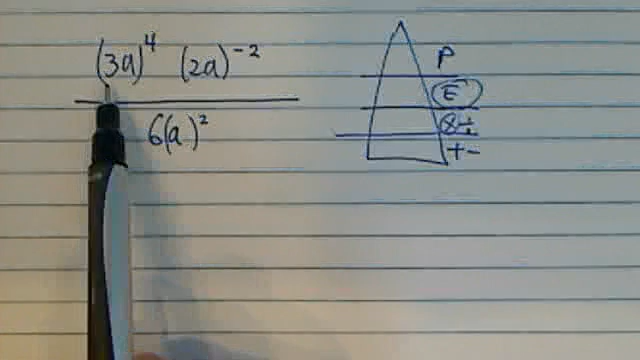 (3a)⁴ (2a)⁻²
6(a)²
P
E
⊗÷
+-